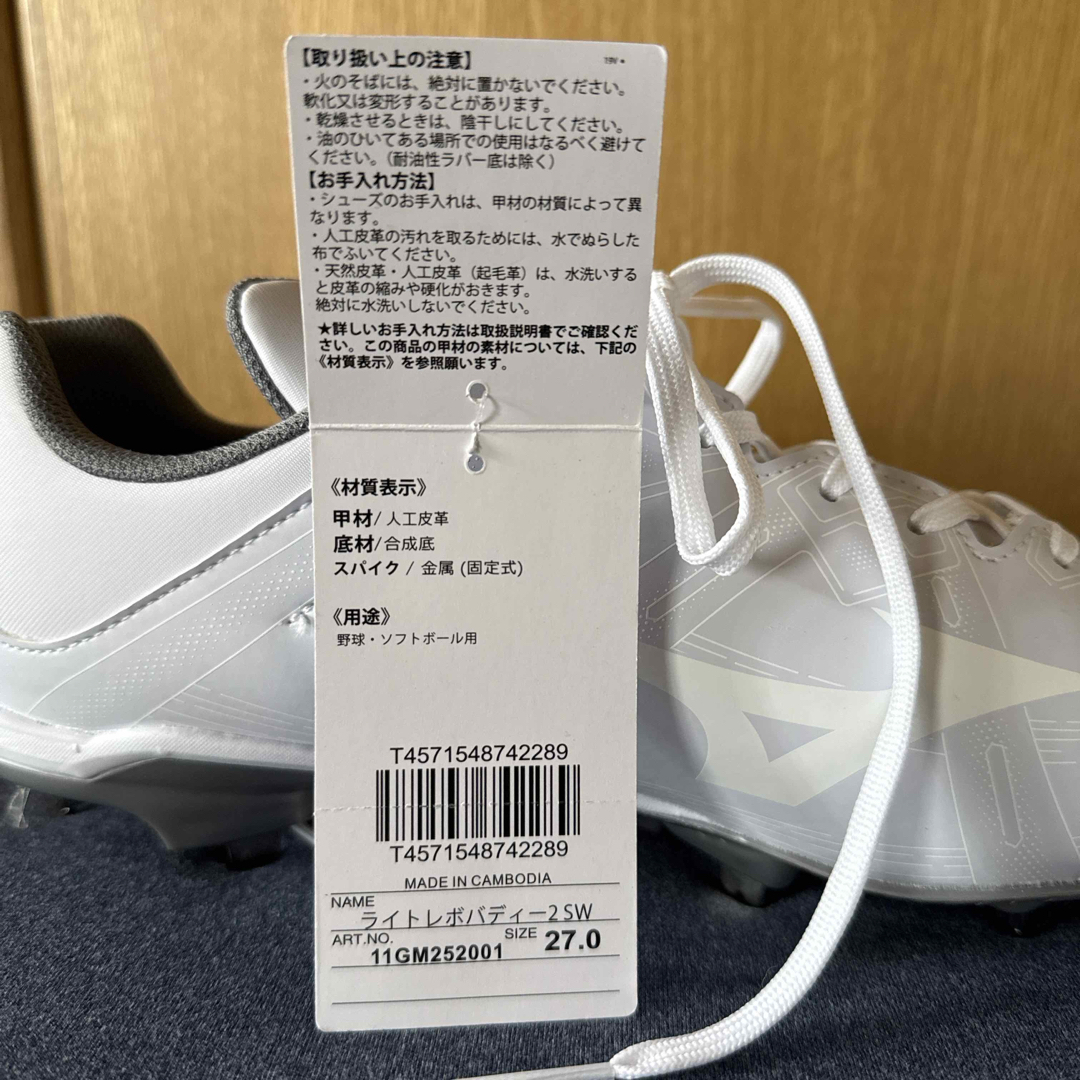 【取り扱い上の注意】
19V •
・火のそばには、絶対に置かないでください。
軟化又は変形することがあります。
・乾燥させるときは、陰干しにしてください。
・油のひいてある場所での使用はなるべく避けて
ください。（耐油性ラバー底は除く）
【お手入れ方法】
・シューズのお手入れは、甲材の材質によって異
なります。
・人工皮革の汚れを取るためには、水でぬらした
布でふいてください。
・天然皮革・人工皮革（起毛革）は、水洗いする
と皮革の縮みや硬化がおきます。
絶対に水洗いしないでください。
★詳しいお手入れ方法は取扱説明書でご確認くだ
さい。この商品の甲材の素材については、下記の
《材質表示》を参照願います。
《材質表示》
甲材/ 人工皮革
底材/合成底
スパイク / 金属 (固定式)
《用途》
野球・ソフトボール用
T4571548742289
T4571548742289
MADE IN CAMBODIA
NAME
ライトレボバディー2 SW
ART.NO. 11GM252001 SIZE 27.0